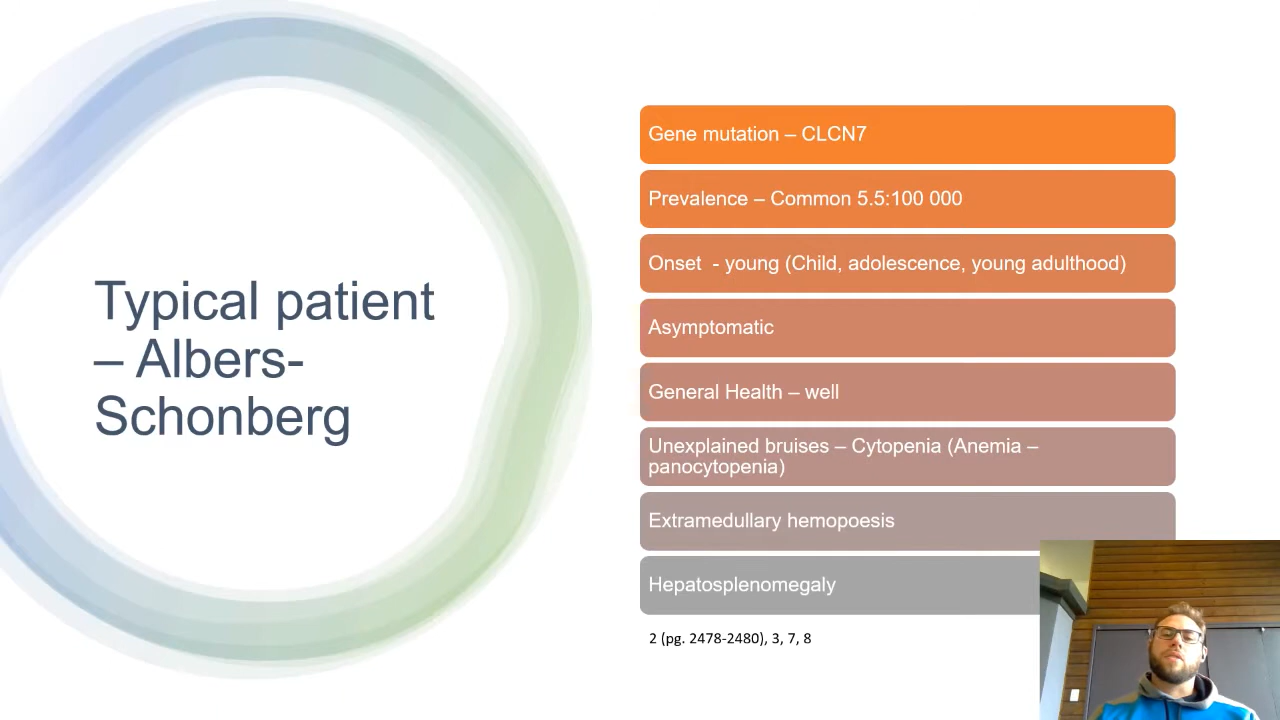 Typical patient
– Albers-
Schonberg
Gene mutation – CLCN7
Prevalence – Common 5.5:100 000
Onset  - young (Child, adolescence, young adulthood)
Asymptomatic
General Health – well
Unexplained bruises – Cytopenia (Anemia –
panocytopenia)
Extramedullary hemopoesis
Hepatosplenomegaly
2 (pg. 2478-2480), 3, 7, 8